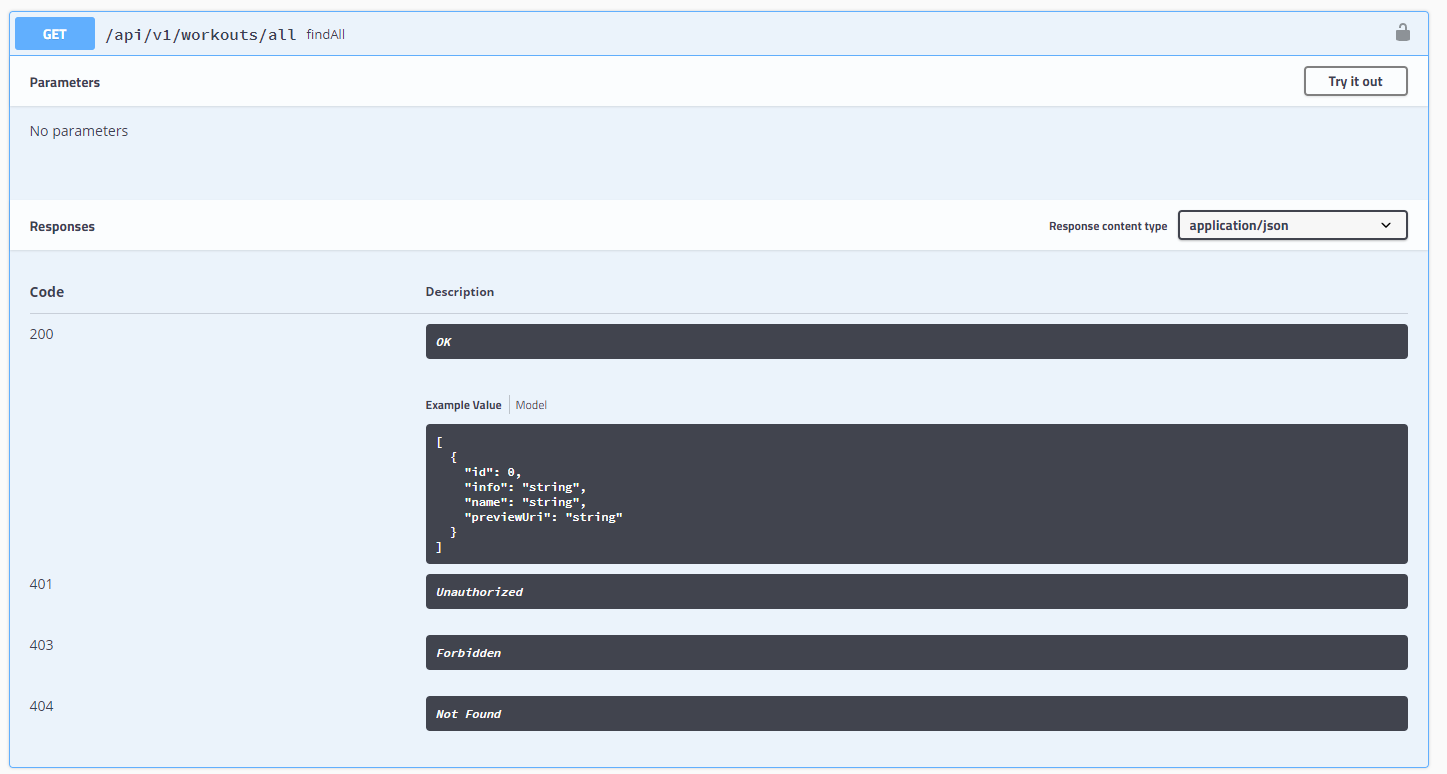 GET /api/v1/workouts/all findAll
Parameters Try it out
No parameters
Responses Response content type application/json
Code Description
200 OK
Example Value Model
[
{
"id": 0,
"info": "string",
"name": "string",
"previewUri": "string"
}
]
401 Unauthorized
403 Forbidden
404 Not Found